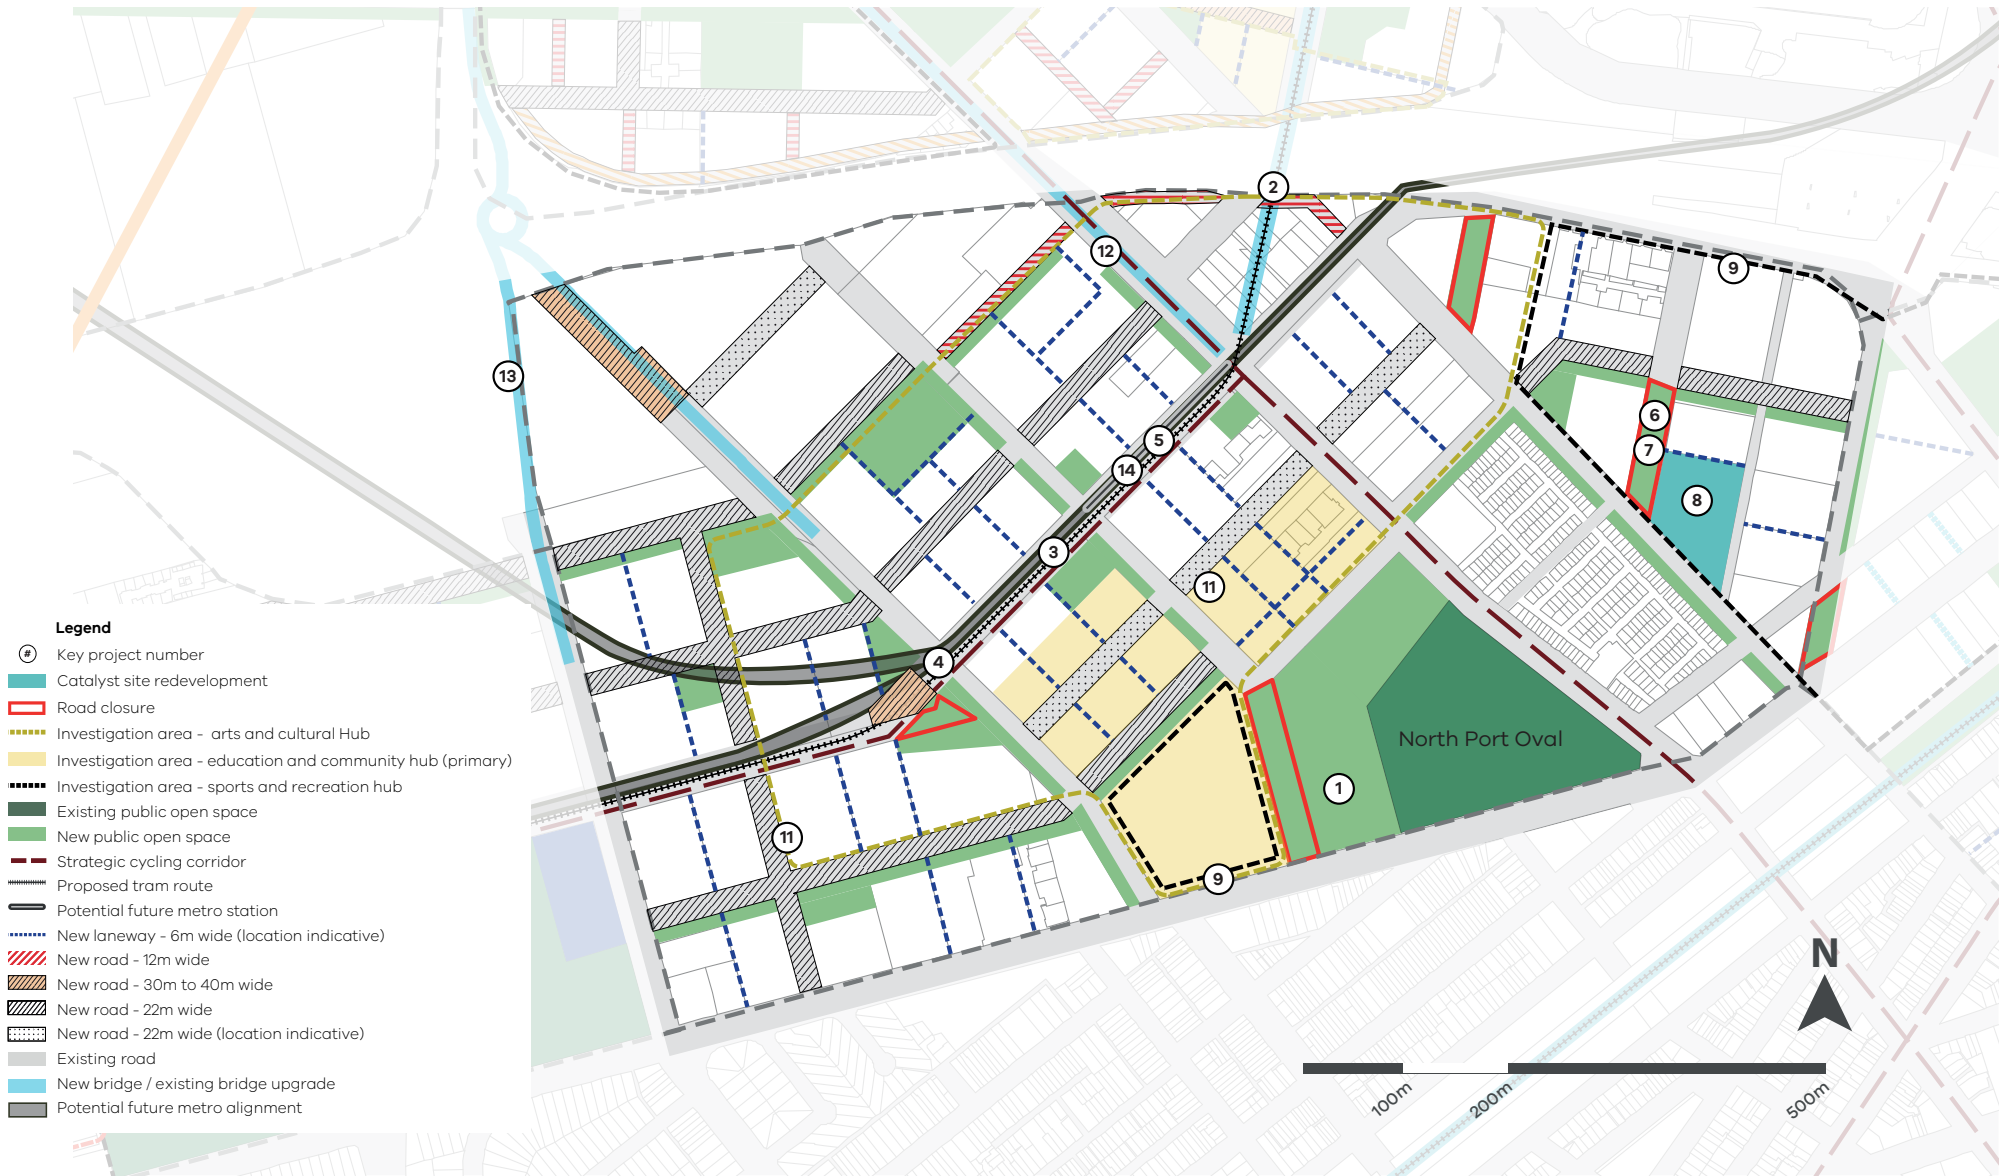 2
12
9
13
6
5
7
14
8
3
11
4
North Port Oval
1
11
9
Legend
# Key project number
Catalyst site redevelopment
Road closure
Investigation area - arts and cultural Hub
Investigation area - education and community hub (primary)
Investigation area - sports and recreation hub
Existing public open space
New public open space
Strategic cycling corridor
Proposed tram route
Potential future metro station
New laneway - 6m wide (location indicative)
New road - 12m wide
New road - 30m to 40m wide
New road - 22m wide
New road - 22m wide (location indicative)
Existing road
New bridge / existing bridge upgrade
Potential future metro alignment
N
100m 200m 500m